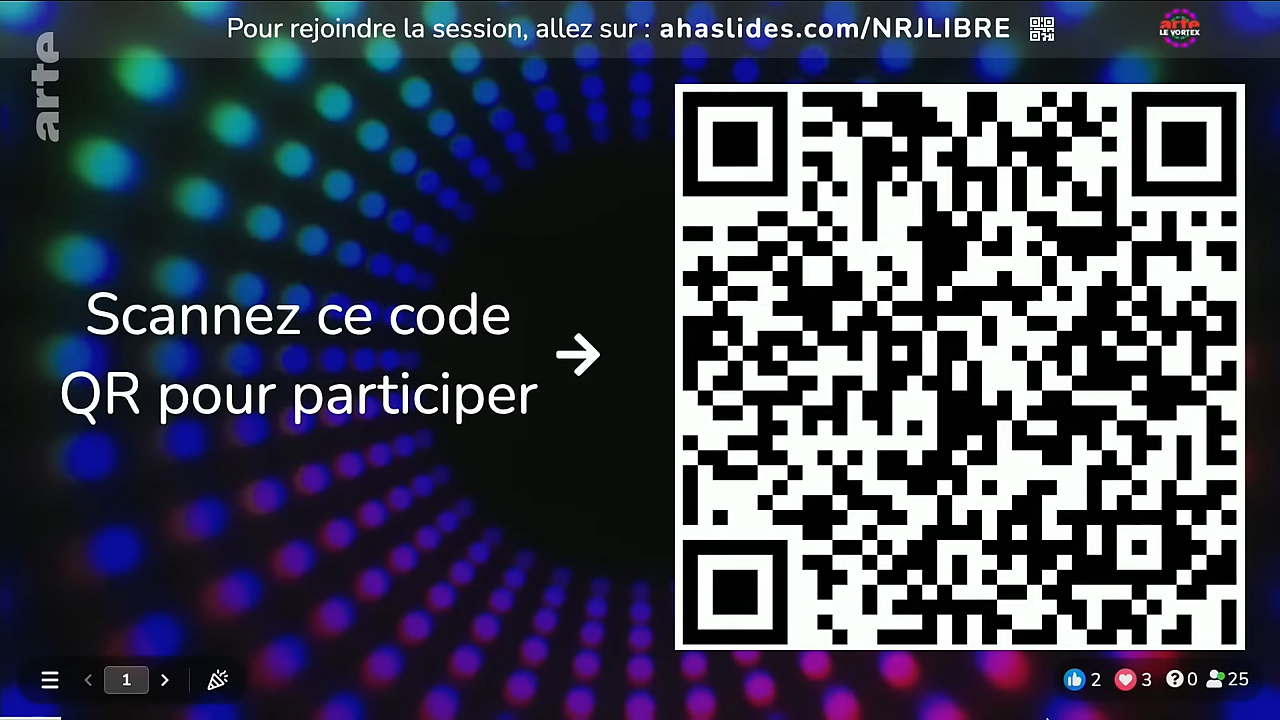 Pour rejoindre la session, allez sur : ahaslides.com/NRJLIBRE
arte
LE VORTEX
arte
Scannez ce code
QR pour participer
1
2
3
0
25